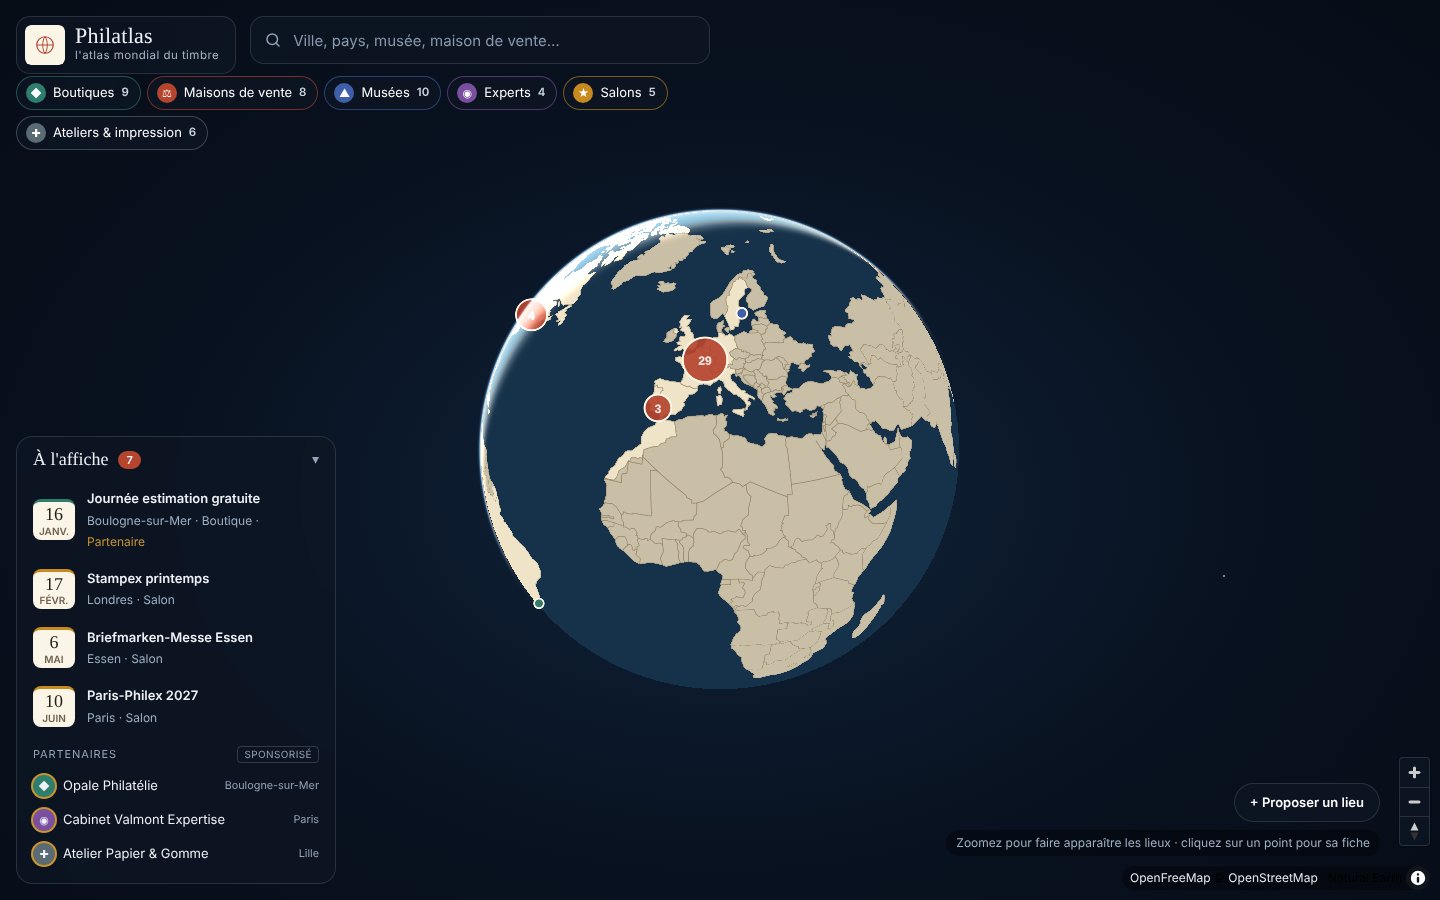 Philatlas
l'atlas mondial du timbre
Ville, pays, musée, maison de vente...
Boutiques 9
Maisons de vente 8
Musées 10
Experts 4
Salons 5
Ateliers & impression 6
4
29
3
À l'affiche 7
16 JANV.
Journée estimation gratuite
Boulogne-sur-Mer · Boutique ·
Partenaire
17 FÉVR.
Stampex printemps
Londres · Salon
6 MAI
Briefmarken-Messe Essen
Essen · Salon
10 JUIN
Paris-Philex 2027
Paris · Salon
PARTENAIRES SPONSORISÉ
Opale Philatélie Boulogne-sur-Mer
Cabinet Valmont Expertise Paris
Atelier Papier & Gomme Lille
+ Proposer un lieu
Zoomez pour faire apparaître les lieux · cliquez sur un point pour sa fiche
OpenFreeMap OpenStreetMap Natural Earth